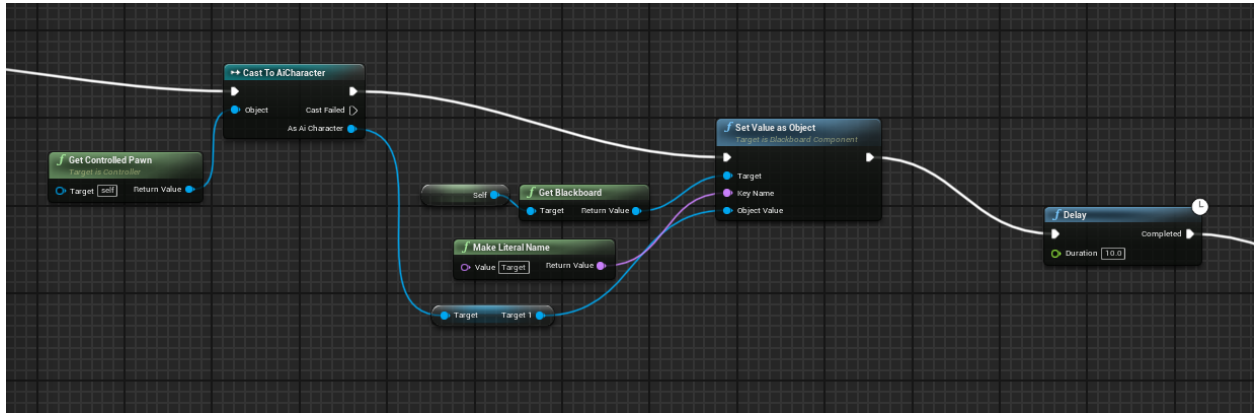 Cast To AiCharacter
Object
Cast Failed
As Ai Character
Get Controlled Pawn
Target is Controller
Target self
Return Value
Self
Get Blackboard
Target
Return Value
Make Literal Name
Value Target
Return Value
Target
Target 1
Set Value as Object
Target is Blackboard Component
Target
Key Name
Object Value
Delay
Completed
Duration 10.0